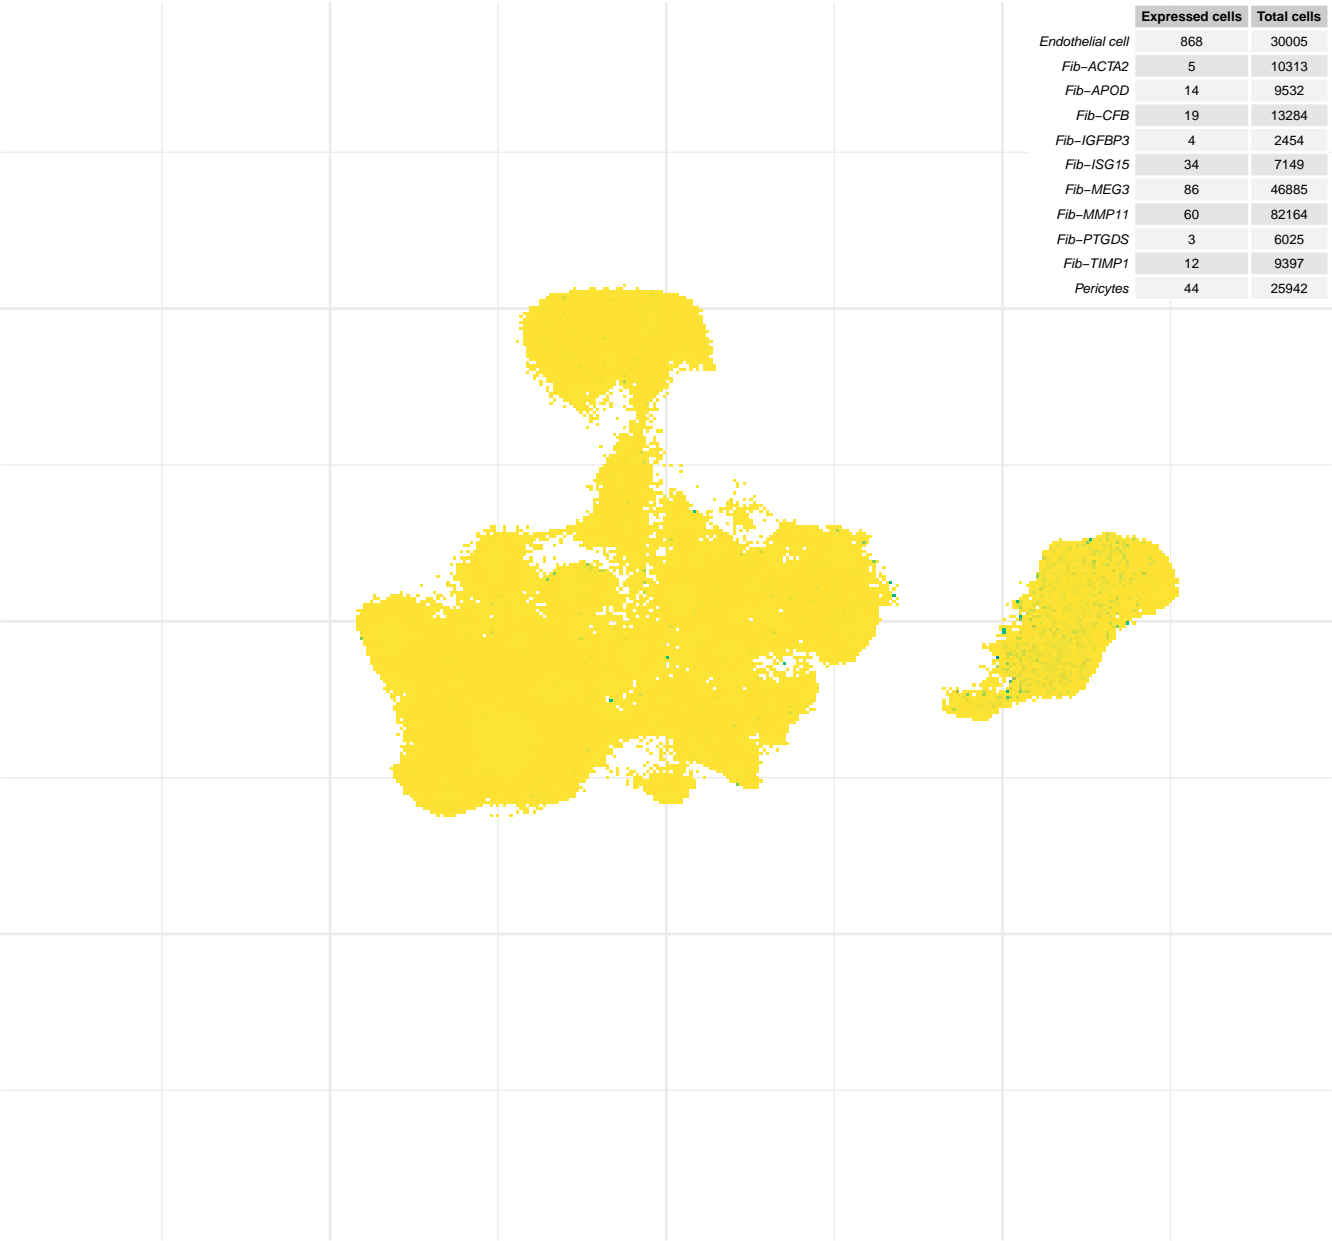 Expressed cells Total cells
Endothelial cell 868 30005
Fib−ACTA2 5 10313
Fib−APOD 14 9532
Fib−CFB 19 13284
Fib−IGFBP3 4 2454
Fib−ISG15 34 7149
Fib−MEG3 86 46885
Fib−MMP11 60 82164
Fib−PTGDS 3 6025
Fib−TIMP1 12 9397
Pericytes 44 25942